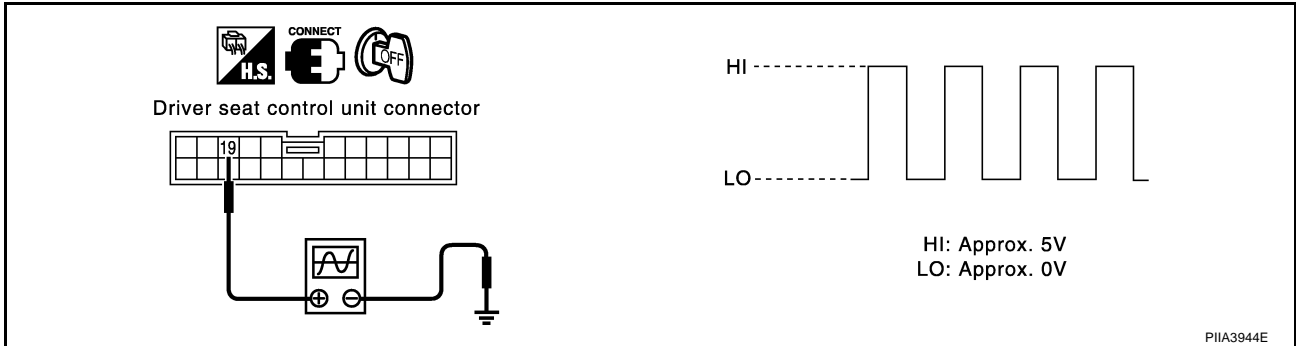 CONNECT
H.S.
OFF
Driver seat control unit connector
19
HI
LO
HI: Approx. 5V
LO: Approx. 0V
PIIA3944E